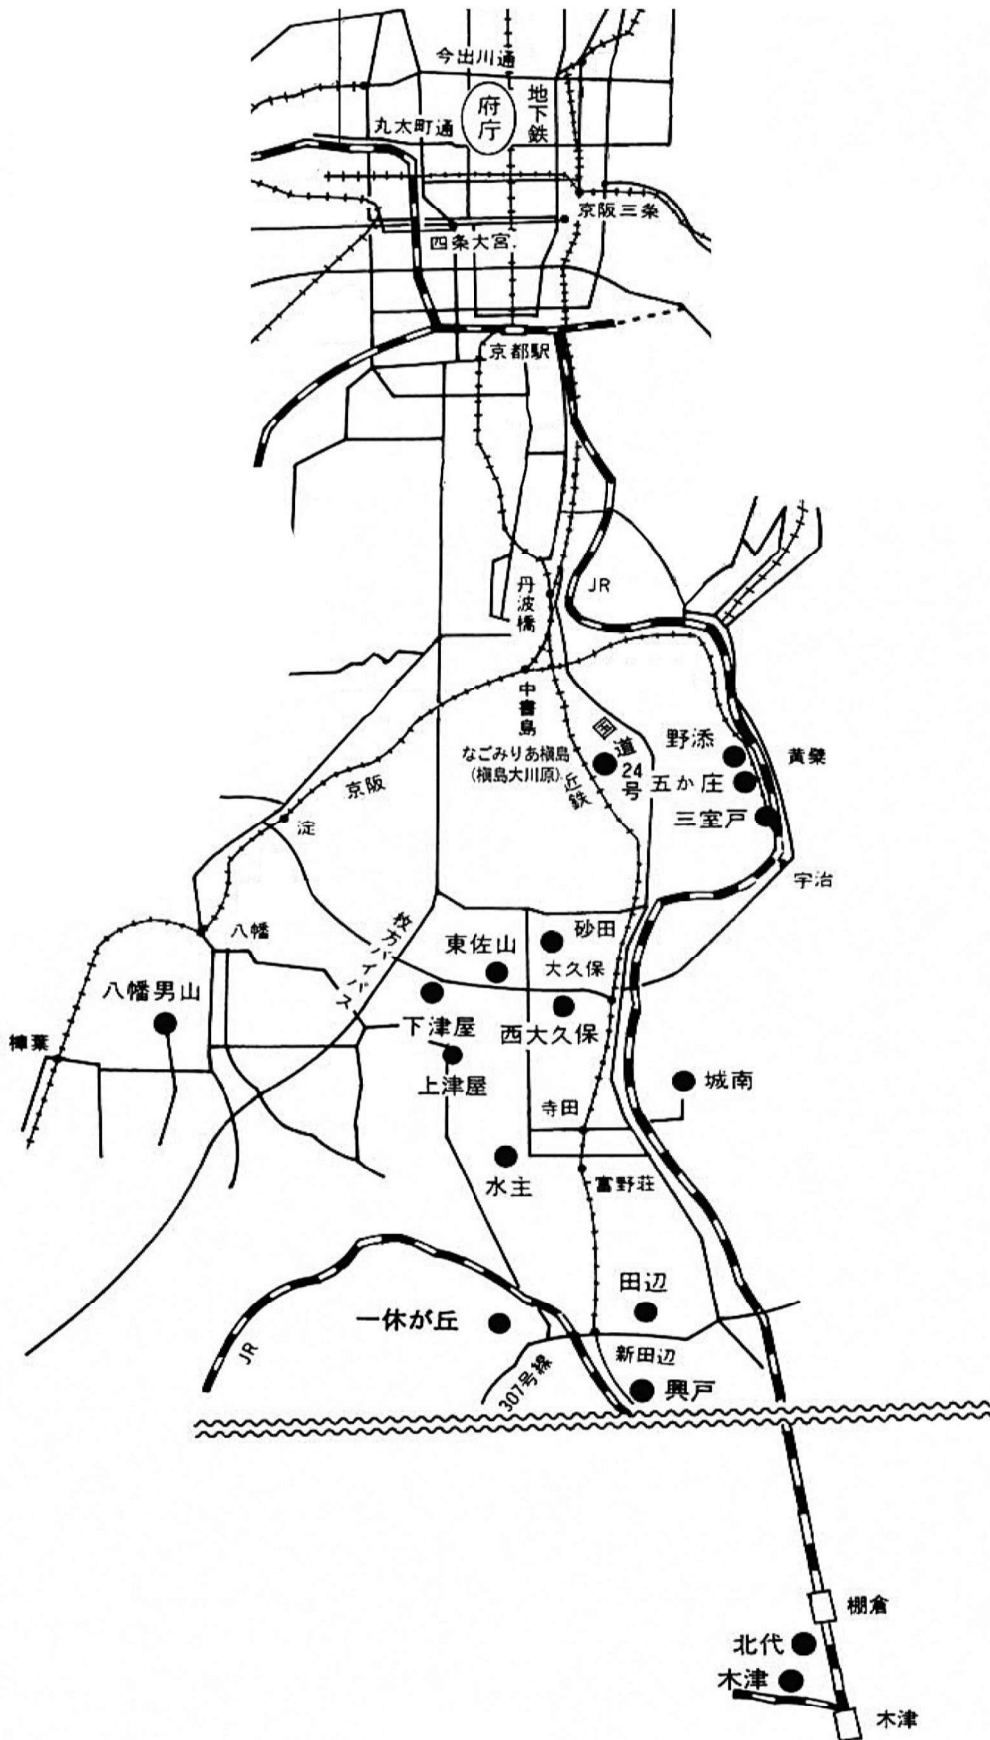 今出川通
府庁
地下鉄
丸太町通
京阪三条
四条大宮
京都駅
JR
丹波橋
中書島
国道24号
野添
黄檗
なごみりあ槇島
(槇島大川原)
近鉄
五か庄
京阪
三室戸
淀
宇治
枚方バイパス
八幡
砂田
東佐山
大久保
八幡男山
下津屋
西大久保
樟葉
上津屋
城南
寺田
水主
富野荘
田辺
一休が丘
JR
新田辺
307号線
興戸
棚倉
北代
木津
木津